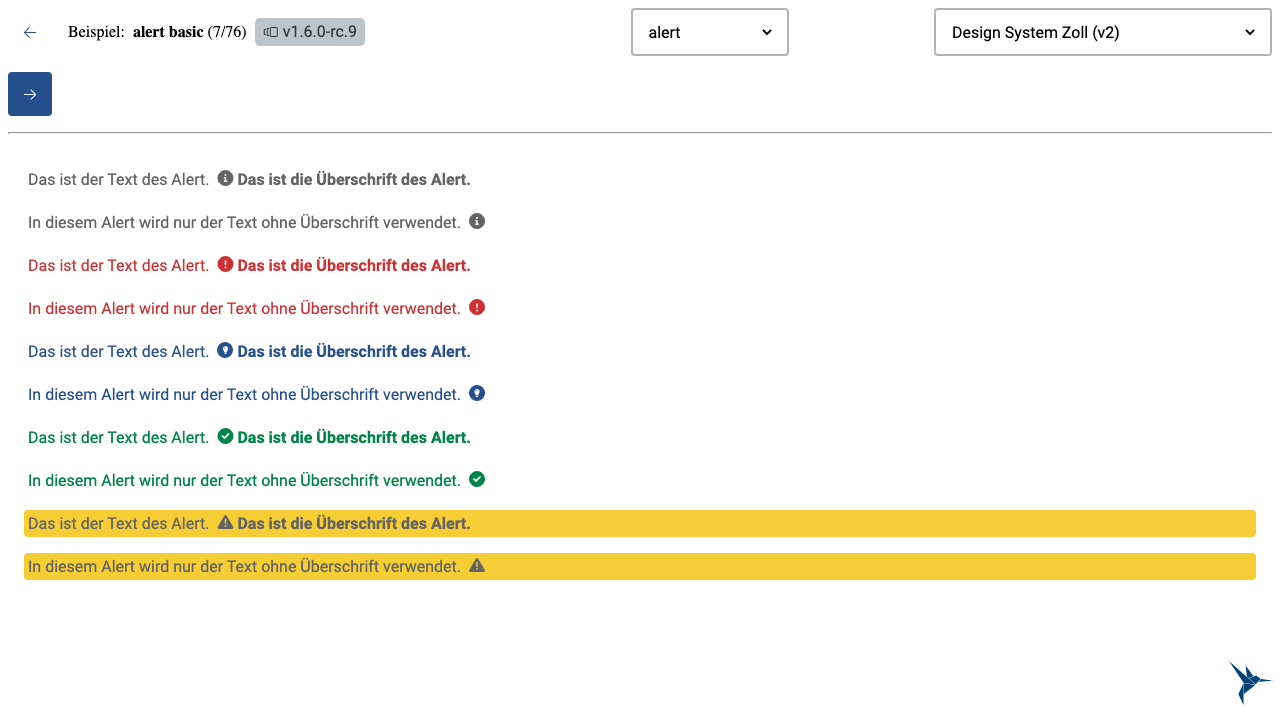 Beispiel: alert basic (7/76) v1.6.0-rc.9 alert Design System Zoll (v2)
Das ist der Text des Alert. Das ist die Überschrift des Alert.
In diesem Alert wird nur der Text ohne Überschrift verwendet.
Das ist der Text des Alert. Das ist die Überschrift des Alert.
In diesem Alert wird nur der Text ohne Überschrift verwendet.
Das ist der Text des Alert. Das ist die Überschrift des Alert.
In diesem Alert wird nur der Text ohne Überschrift verwendet.
Das ist der Text des Alert. Das ist die Überschrift des Alert.
In diesem Alert wird nur der Text ohne Überschrift verwendet.
Das ist der Text des Alert. Das ist die Überschrift des Alert.
In diesem Alert wird nur der Text ohne Überschrift verwendet.